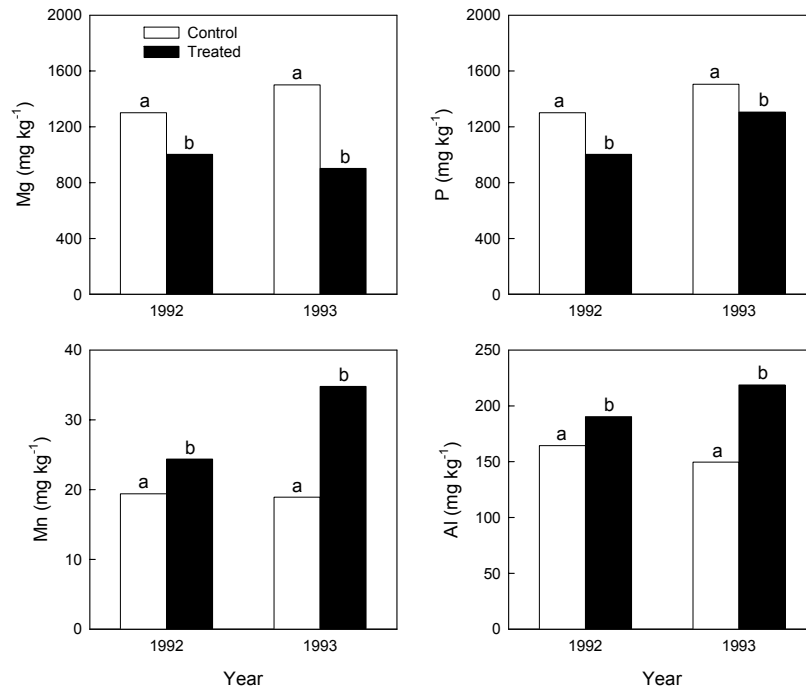 Mg (mg kg⁻¹)
2000
1600
1200
800
400
0
Control
Treated
a
b
a
b
1992
1993
P (mg kg⁻¹)
2000
1600
1200
800
400
0
a
b
a
b
1992
1993
Mn (mg kg⁻¹)
40
30
20
10
0
a
b
a
b
1992
1993
Year
Al (mg kg⁻¹)
250
200
150
100
50
0
a
b
a
b
1992
1993
Year